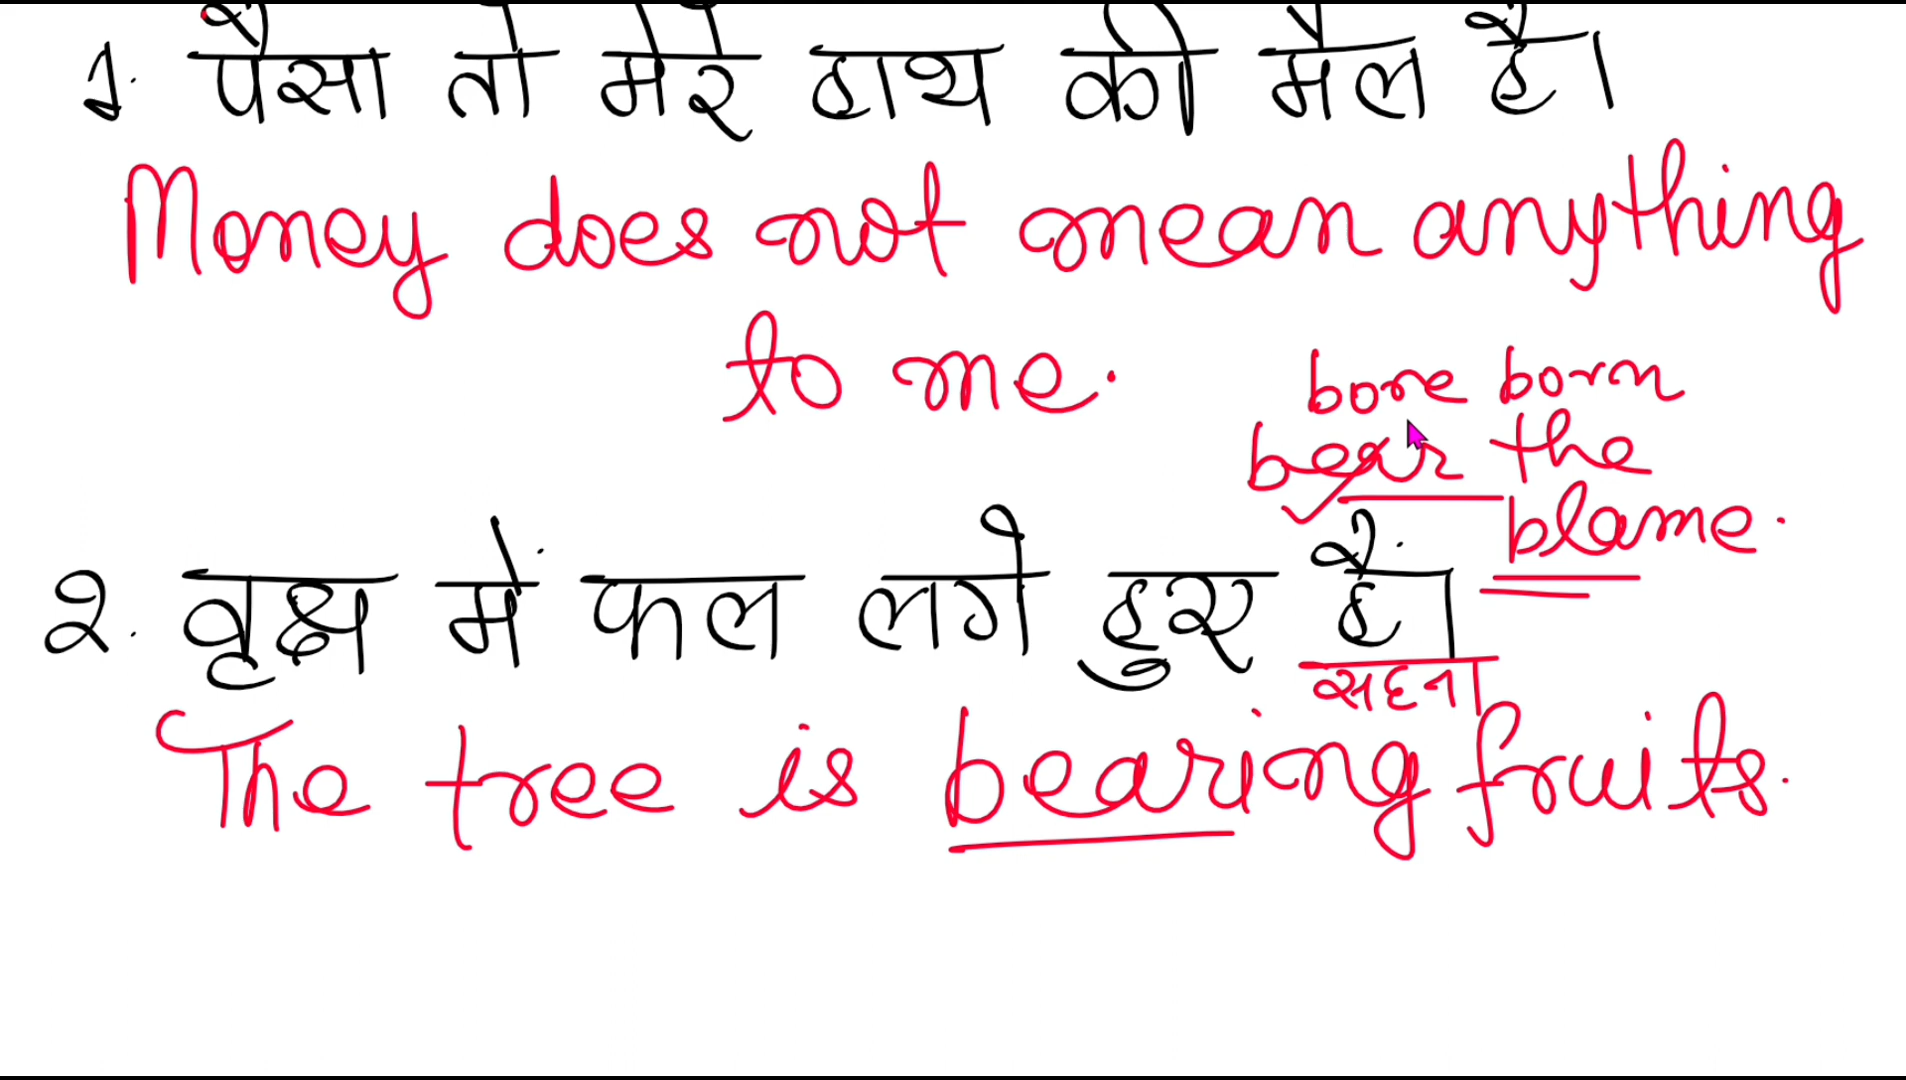 1. पैसा तो मेरे हाथ की मैल है।
Money does not mean anything
to me.
bore born
bear the
blame.
2. वृक्ष में फल लगे हुए हैं।
सहना
The tree is bearing fruits.